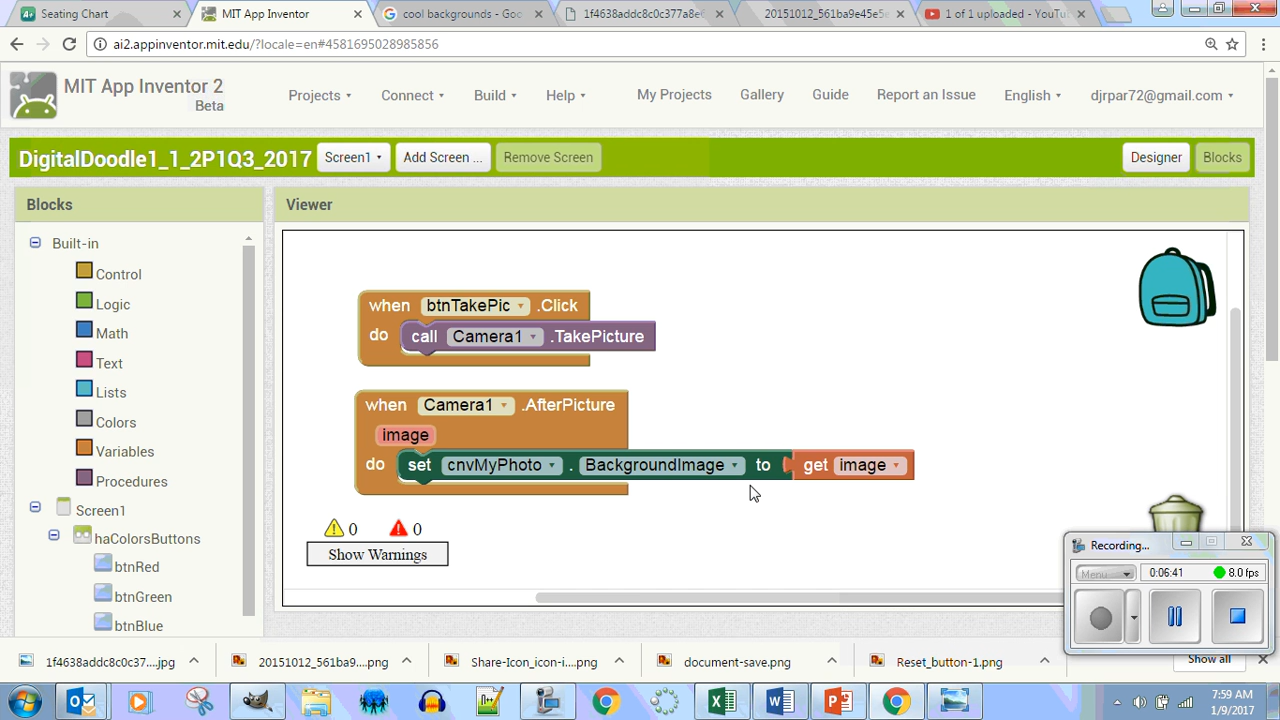 Seating Chart
MIT App Inventor
cool backgrounds - Goo
1f4638addc8c0c377a8e6
20151012_561ba9e45e5
1 of 1 uploaded - YouTu
ai2.appinventor.mit.edu/?locale=en#4581695028985856
MIT App Inventor 2
Beta
Projects
Connect
Build
Help
My Projects
Gallery
Guide
Report an Issue
English
djrpar72@gmail.com
DigitalDoodle1_1_2P1Q3_2017
Screen1
Add Screen ...
Remove Screen
Designer
Blocks
Blocks
Viewer
Built-in
Control
Logic
Math
Text
Lists
Colors
Variables
Procedures
Screen1
haColorsButtons
btnRed
btnGreen
btnBlue
when btnTakePic .Click
do call Camera1 .TakePicture
when Camera1 .AfterPicture
image
do set cnvMyPhoto . BackgroundImage to get image
0 0
Show Warnings
Recording...
Menu 0:06:41 8.0 fps
1f4638addc8c0c37....jpg
20151012_561ba9....png
Share-Icon_icon-i....png
document-save.png
Reset_button-1.png
Show all
7:59 AM
1/9/2017